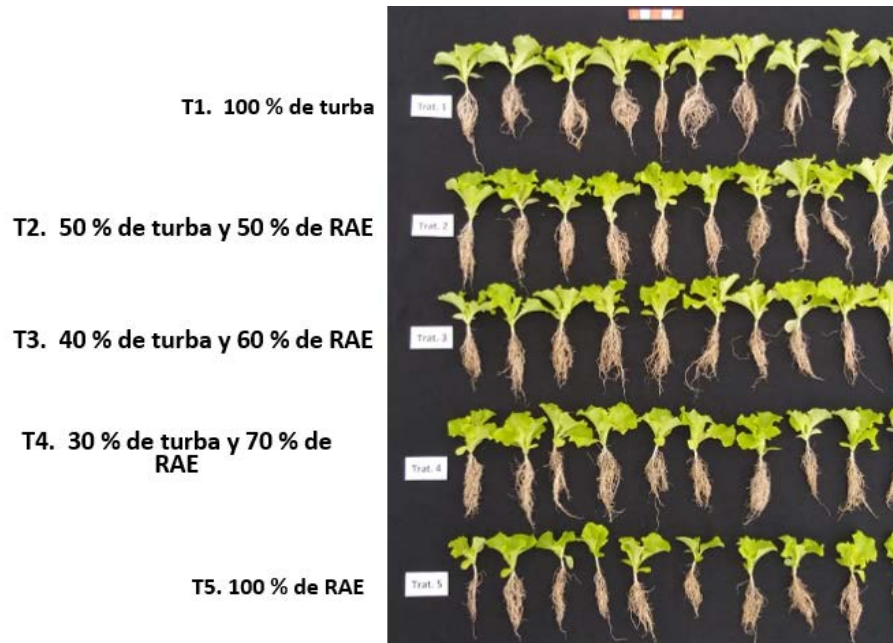 T1. 100 % de turba
Trat. 1
T2. 50 % de turba y 50 % de RAE
Trat. 2
T3. 40 % de turba y 60 % de RAE
Trat. 3
T4. 30 % de turba y 70 % de
RAE
Trat. 4
T5. 100 % de RAE
Trat. 5